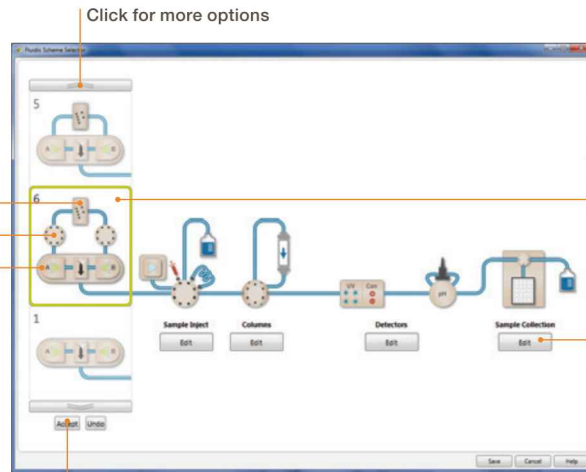 Click for more options
Fluidic Scheme Selector
5
A B
6
A B
1
A B
UV Con
pH
Sample Inject Columns Detectors Sample Collection
Edit Edit Edit Edit
Accept Undo
Save Cancel Help